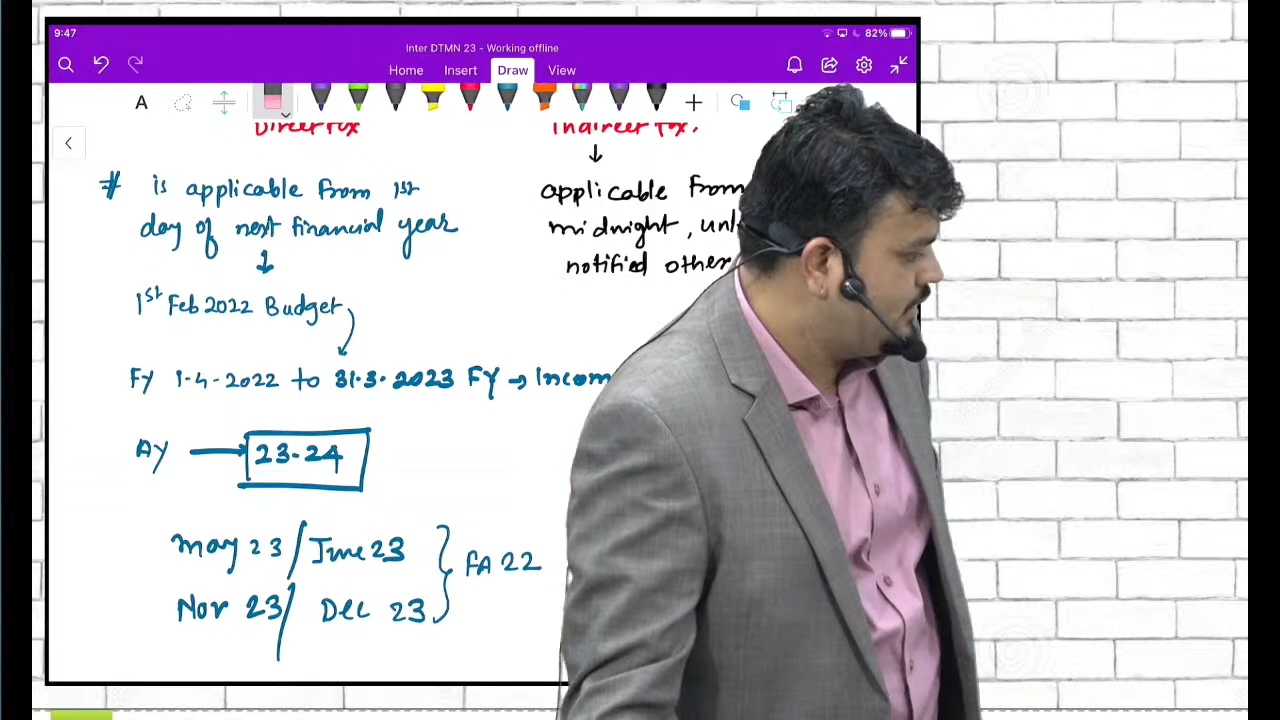 9:47
82%
Inter DTMN 23 - Working offline
Home Insert Draw View
A
Direct Tax
Indirect Tax.
# is applicable from 1st
day of next financial year
1st Feb 2022 Budget
FY 1.4.2022 to 31.3.2023 FY → Incom
AY → 23.24
May 23 / June 23
Nov 23 / Dec 23
} FA 22
applicable from
midnight, unl
notified other